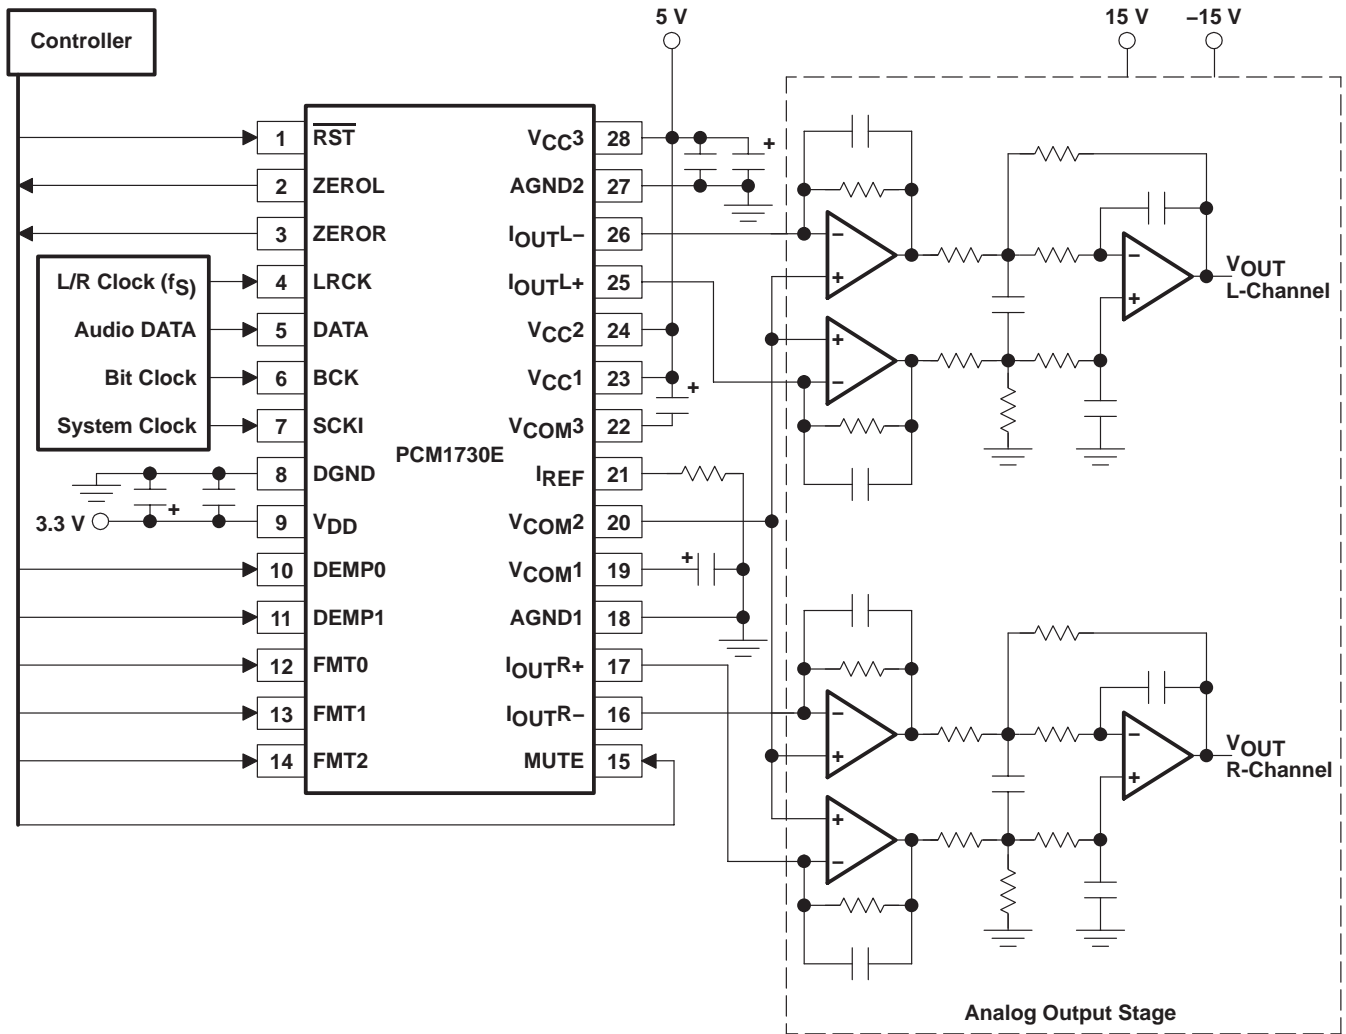 5 V
15 V
–15 V
Controller
1 RST VCC3 28
+
2 ZEROL AGND2 27
3 ZEROR IOUTL– 26
–
L/R Clock (fS) 4 LRCK IOUTL+ 25
+
–
+
VOUT
L-Channel
Audio DATA 5 DATA VCC2 24
+
Bit Clock 6 BCK VCC1 23
–
+
System Clock 7 SCKI VCOM3 22
PCM1730E
8 DGND IREF 21
+
3.3 V 9 VDD VCOM2 20
10 DEMP0 VCOM1 19
+
11 DEMP1 AGND1 18
12 FMT0 IOUTR+ 17
13 FMT1 IOUTR– 16
–
14 FMT2 MUTE 15
+
–
+
VOUT
R-Channel
+
–
Analog Output Stage